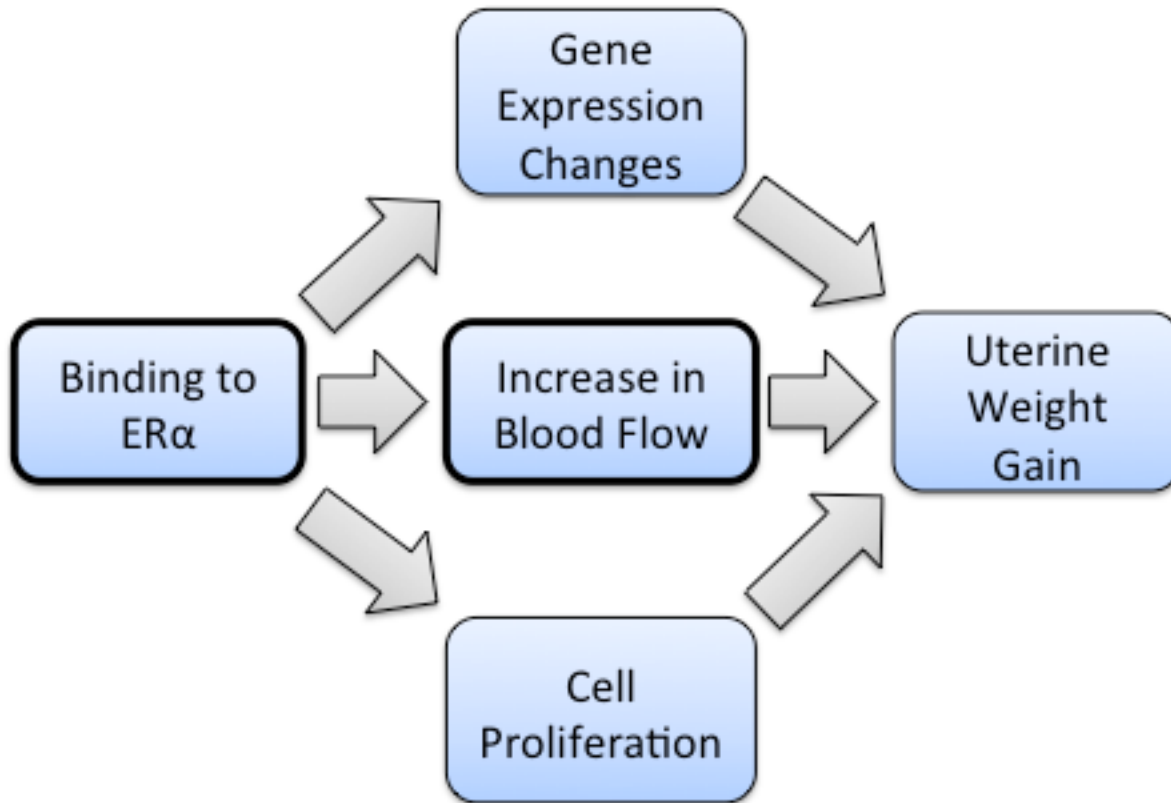 Gene
Expression
Changes
Binding to
ERα
Increase in
Blood Flow
Uterine
Weight
Gain
Cell
Proliferation